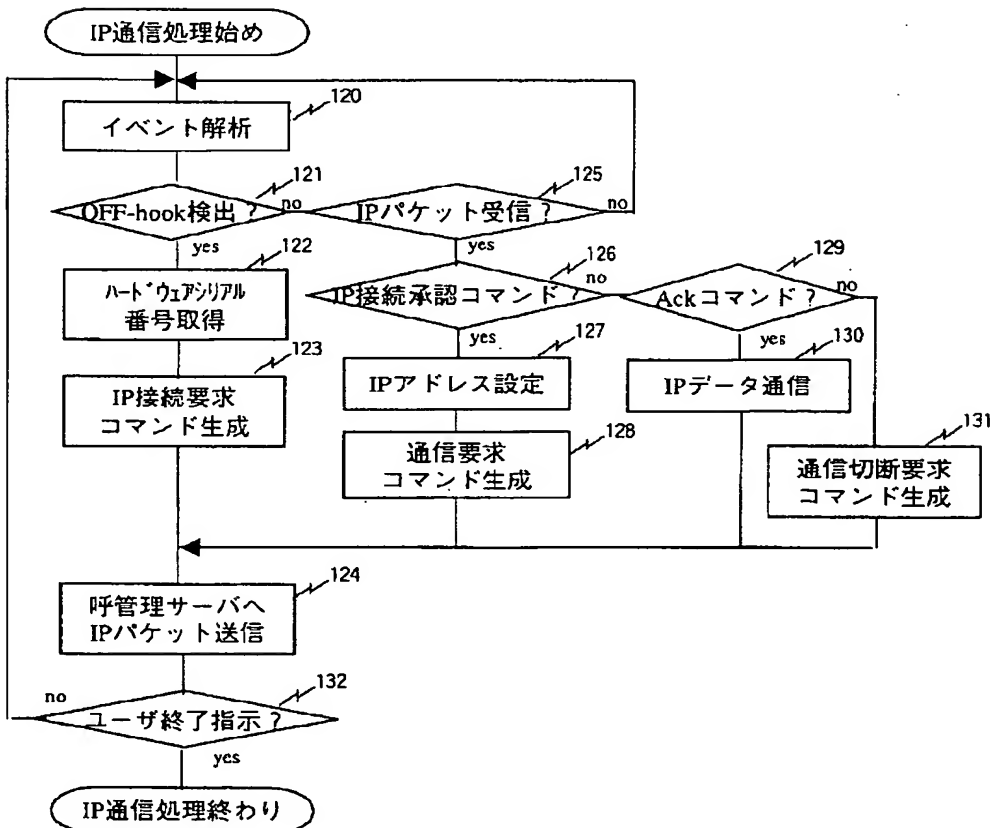 IP通信処理始め
120
イベント解析
121
OFF-hook検出？
no
yes
125
IPパケット受信？
no
yes
122
ﾊｰﾄﾞｳｪｱｼﾘｱﾙ
番号取得
126
IP接続承認コマンド？
no
yes
129
Ackコマンド？
no
yes
123
IP接続要求
コマンド生成
127
IPアドレス設定
130
IPデータ通信
128
通信要求
コマンド生成
131
通信切断要求
コマンド生成
124
呼管理サーバへ
IPパケット送信
132
no
ユーザ終了指示？
yes
IP通信処理終わり